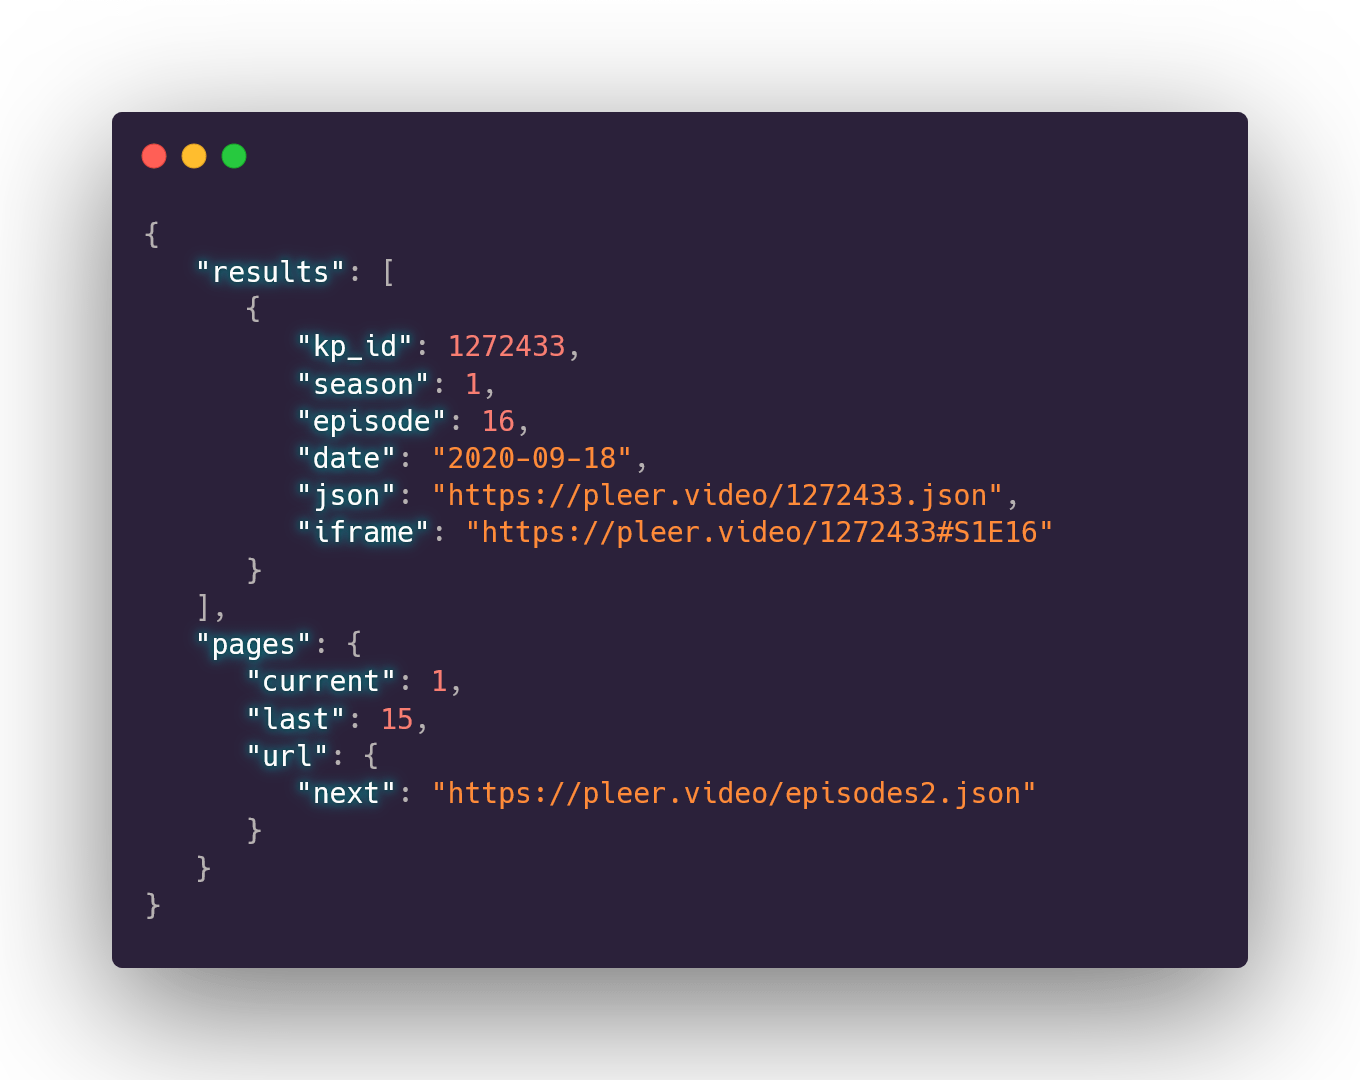 {
   "results": [
      {
         "kp_id": 1272433,
         "season": 1,
         "episode": 16,
         "date": "2020-09-18",
         "json": "https://pleer.video/1272433.json",
         "iframe": "https://pleer.video/1272433#S1E16"
      }
   ],
   "pages": {
      "current": 1,
      "last": 15,
      "url": {
         "next": "https://pleer.video/episodes2.json"
      }
   }
}